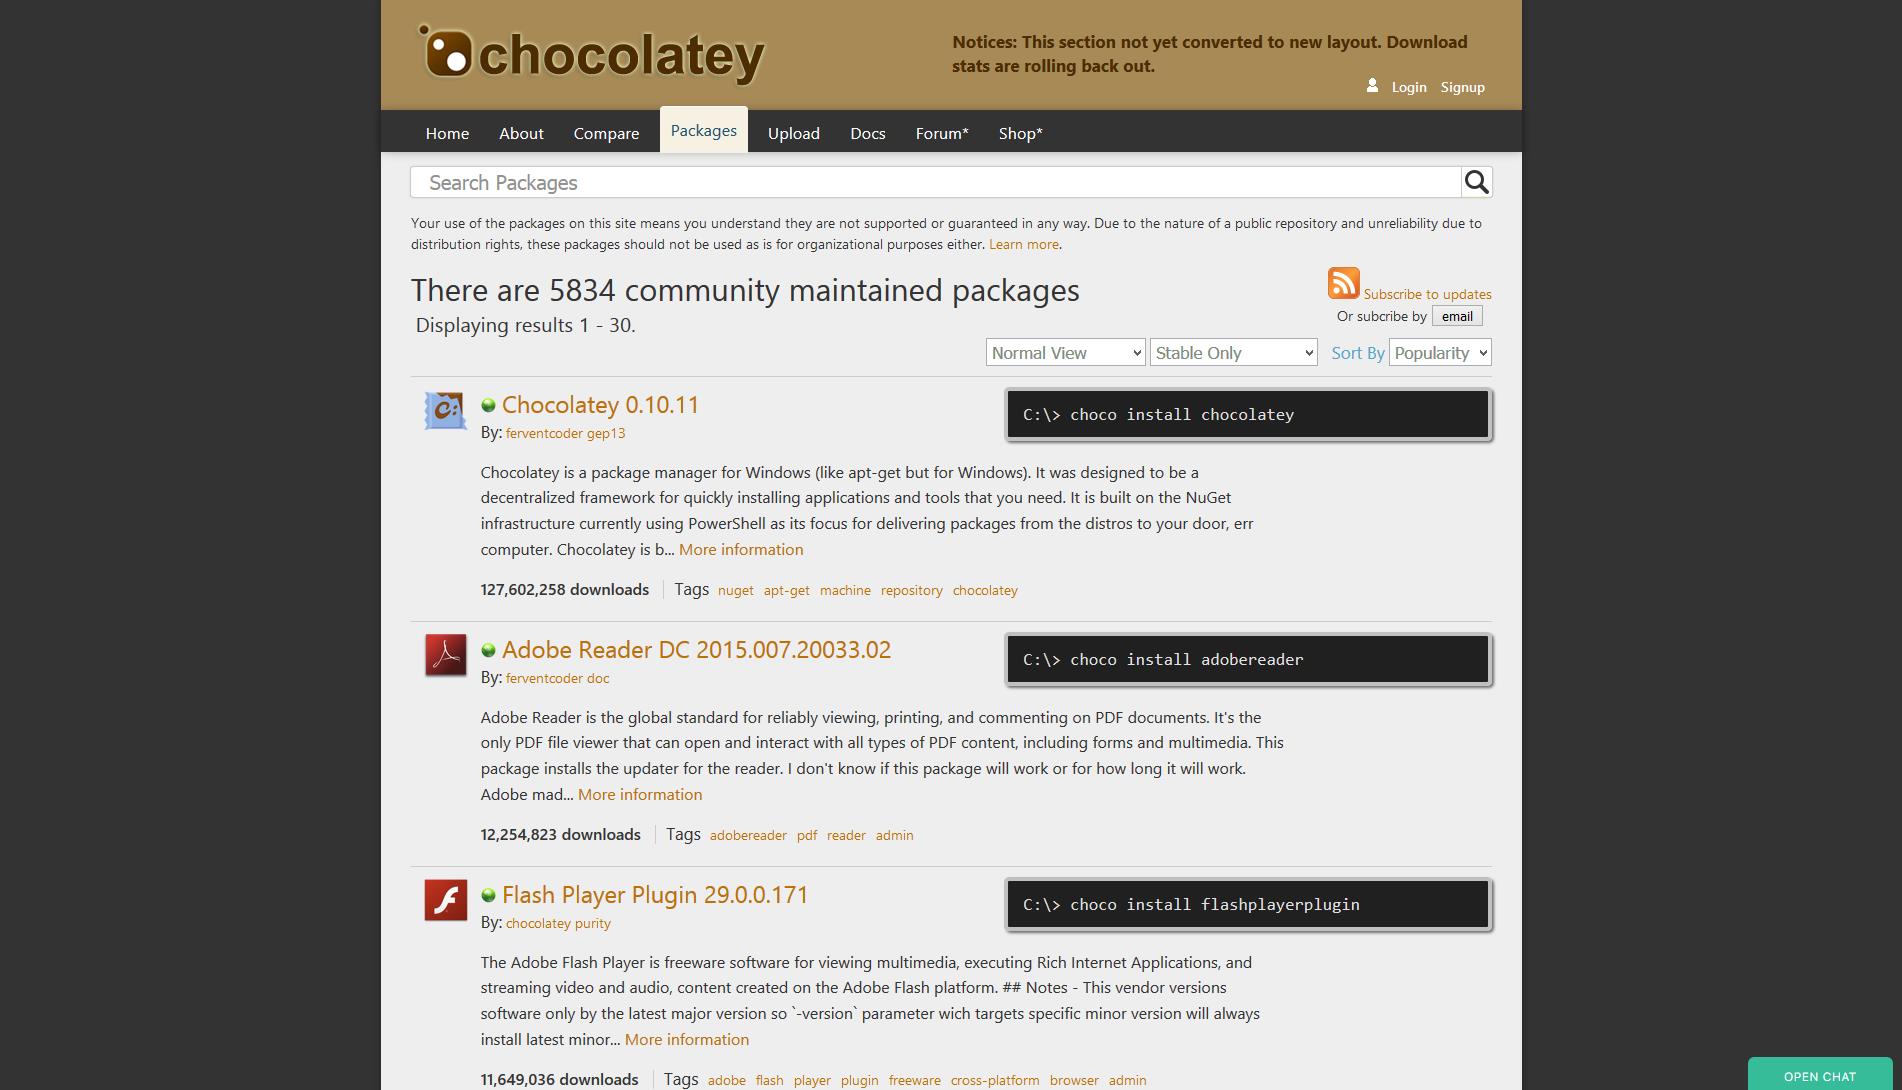 chocolatey
Notices: This section not yet converted to new layout. Download
stats are rolling back out.
Login Signup
Home About Compare Packages Upload Docs Forum* Shop*
Search Packages
Your use of the packages on this site means you understand they are not supported or guaranteed in any way. Due to the nature of a public repository and unreliability due to
distribution rights, these packages should not be used as is for organizational purposes either. Learn more.
There are 5834 community maintained packages
Displaying results 1 - 30.
Subscribe to updates
Or subcribe by email
Normal View Stable Only Sort By Popularity
Chocolatey 0.10.11
By: ferventcoder gep13
C:\> choco install chocolatey
Chocolatey is a package manager for Windows (like apt-get but for Windows). It was designed to be a
decentralized framework for quickly installing applications and tools that you need. It is built on the NuGet
infrastructure currently using PowerShell as its focus for delivering packages from the distros to your door, err
computer. Chocolatey is b... More information
127,602,258 downloads Tags nuget apt-get machine repository chocolatey
Adobe Reader DC 2015.007.20033.02
By: ferventcoder doc
C:\> choco install adobereader
Adobe Reader is the global standard for reliably viewing, printing, and commenting on PDF documents. It's the
only PDF file viewer that can open and interact with all types of PDF content, including forms and multimedia. This
package installs the updater for the reader. I don't know if this package will work or for how long it will work.
Adobe mad... More information
12,254,823 downloads Tags adobereader pdf reader admin
Flash Player Plugin 29.0.0.171
By: chocolatey purity
C:\> choco install flashplayerplugin
The Adobe Flash Player is freeware software for viewing multimedia, executing Rich Internet Applications, and
streaming video and audio, content created on the Adobe Flash platform. ## Notes - This vendor versions
software only by the latest major version so `-version` parameter wich targets specific minor version will always
install latest minor... More information
11,649,036 downloads Tags adobe flash player plugin freeware cross-platform browser admin
OPEN CHAT